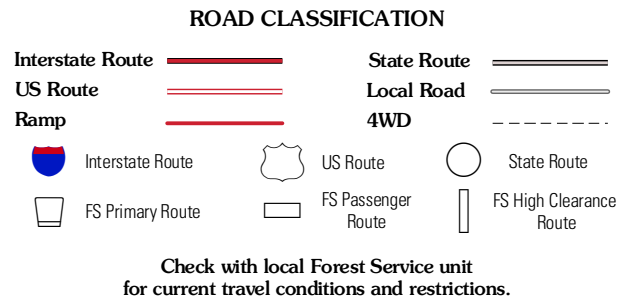 ROAD CLASSIFICATION
Interstate Route
State Route
US Route
Local Road
Ramp
4WD
Interstate Route
US Route
State Route
FS Primary Route
FS Passenger
Route
FS High Clearance
Route
Check with local Forest Service unit
for current travel conditions and restrictions.